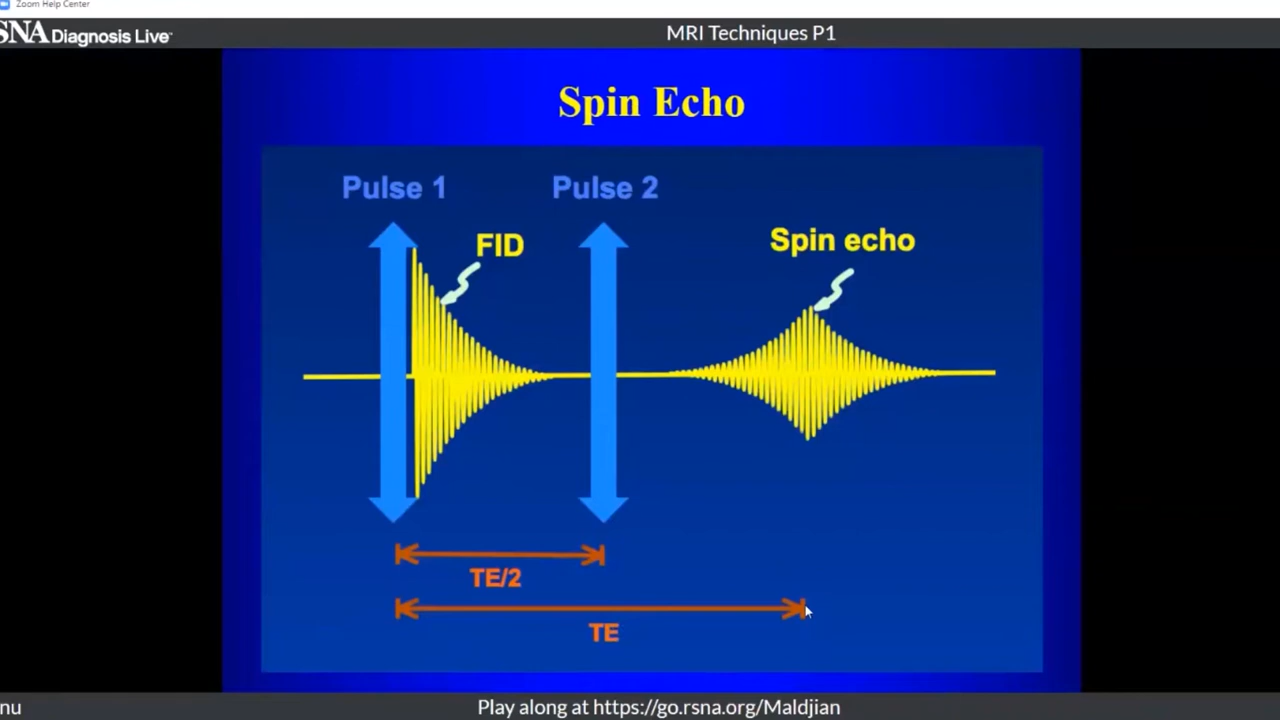 Zoom Help Center
SNA Diagnosis Live™
MRI Techniques P1
Spin Echo
Pulse 1
Pulse 2
FID
Spin echo
TE/2
TE
nu
Play along at https://go.rsna.org/Maldjian